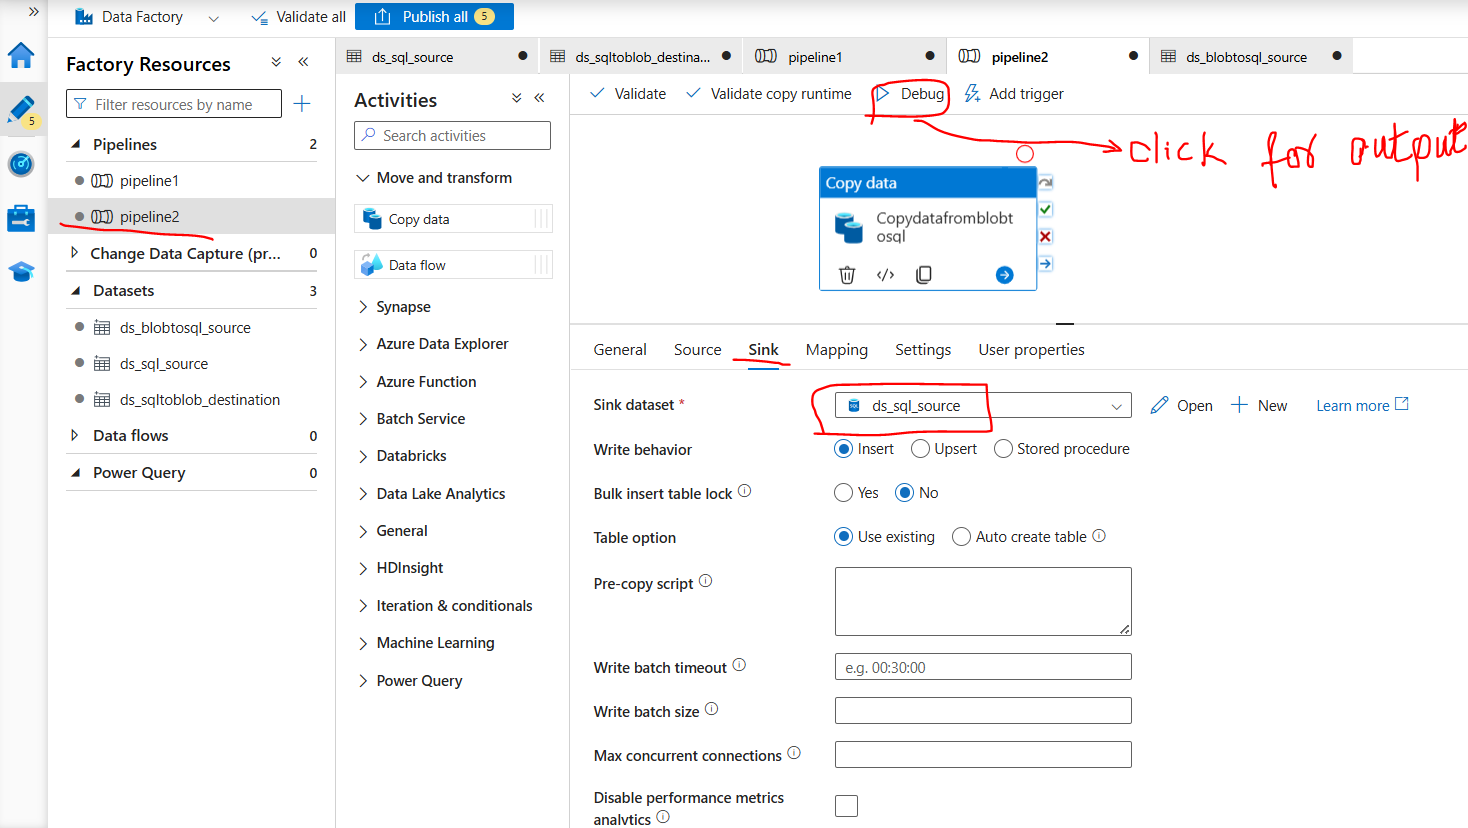 Data Factory
Validate all
Publish all 5
5
Factory Resources
Filter resources by name
Pipelines 2
pipeline1
pipeline2
Change Data Capture (pr... 0
Datasets 3
ds_blobtosql_source
ds_sql_source
ds_sqltoblob_destination
Data flows 0
Power Query 0
ds_sql_source
ds_sqltoblob_destina...
pipeline1
pipeline2
ds_blobtosql_source
Activities
Search activities
Move and transform
Copy data
Data flow
Synapse
Azure Data Explorer
Azure Function
Batch Service
Databricks
Data Lake Analytics
General
HDInsight
Iteration & conditionals
Machine Learning
Power Query
Validate
Validate copy runtime
Debug
Add trigger
click for output
Copy data
Copydatafromblobt
osql
General
Source
Sink
Mapping
Settings
User properties
Sink dataset *
SQL
ds_sql_source
Open
New
Learn more
Write behavior
Insert
Upsert
Stored procedure
Bulk insert table lock
Yes
No
Table option
Use existing
Auto create table
Pre-copy script
Write batch timeout
e.g. 00:30:00
Write batch size
Max concurrent connections
Disable performance metrics
analytics